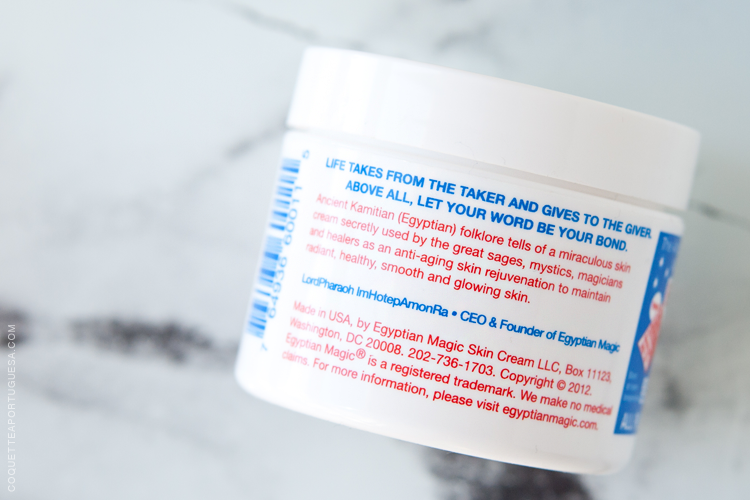 LIFE TAKES FROM THE TAKER AND GIVES TO THE GIVER.
ABOVE ALL, LET YOUR WORD BE YOUR BOND.
Ancient Kamitian (Egyptian) folklore tells of a miraculous skin
cream secretly used by the great sages, mystics, magicians
and healers as an anti-aging skin rejuvenation to maintain
radiant, healthy, smooth and glowing skin.
LordPharaoh ImHotepAmonRa • CEO & Founder of Egyptian Magic
Made in USA, by Egyptian Magic Skin Cream LLC, Box 11123,
Washington, DC 20008. 202-736-1703. Copyright © 2012.
Egyptian Magic® is a registered trademark. We make no medical
claims. For more information, please visit egyptianmagic.com.
7 64936 60011 5
COQUETTEAPORTUGUESA.COM